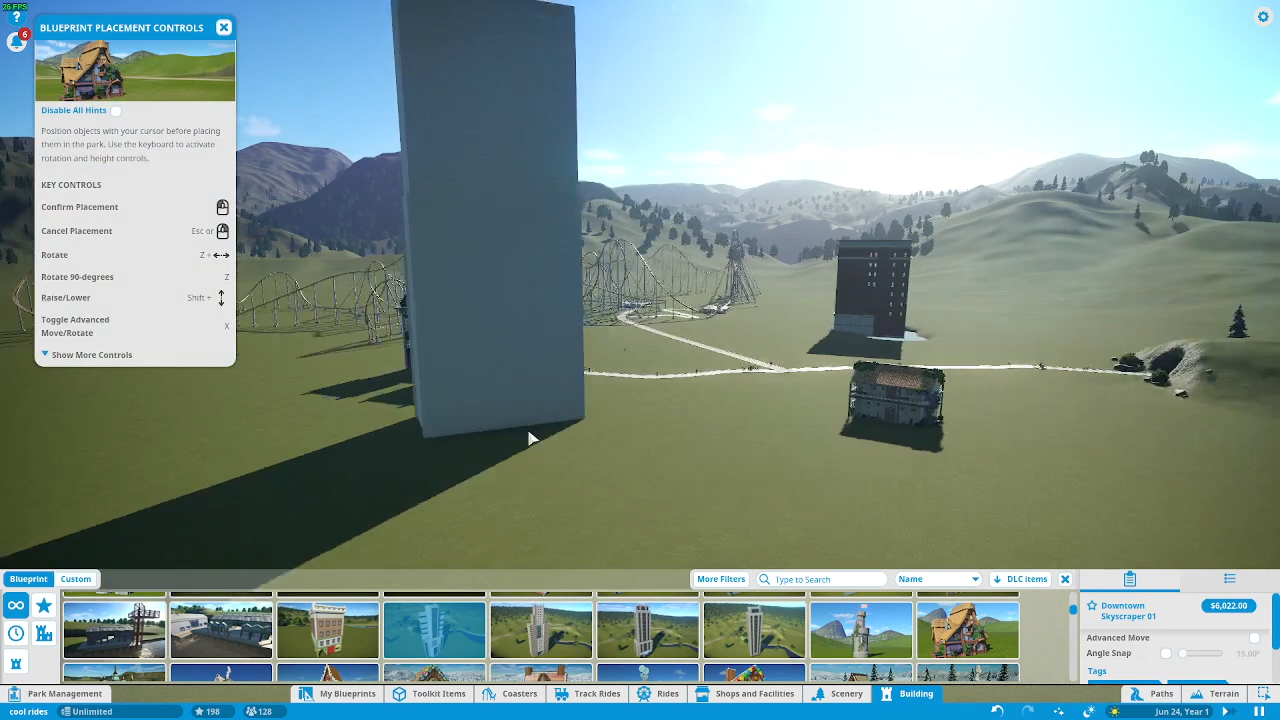 26 FPS
?
6
BLUEPRINT PLACEMENT CONTROLS
Disable All Hints
Position objects with your cursor before placing
them in the park. Use the keyboard to activate
rotation and height controls.
KEY CONTROLS
Confirm Placement
Cancel Placement Esc or
Rotate Z +
Rotate 90-degrees Z
Raise/Lower Shift +
Toggle Advanced
Move/Rotate X
Show More Controls
Blueprint Custom More Filters Type to Search Name DLC items
Downtown
Skyscraper 01 $6,022.00
Advanced Move
Angle Snap 15.00°
Tags
Park Management My Blueprints Toolkit Items Coasters Track Rides Rides Shops and Facilities Scenery Building Paths Terrain
cool rides Unlimited 198 128 Jun 24, Year 1